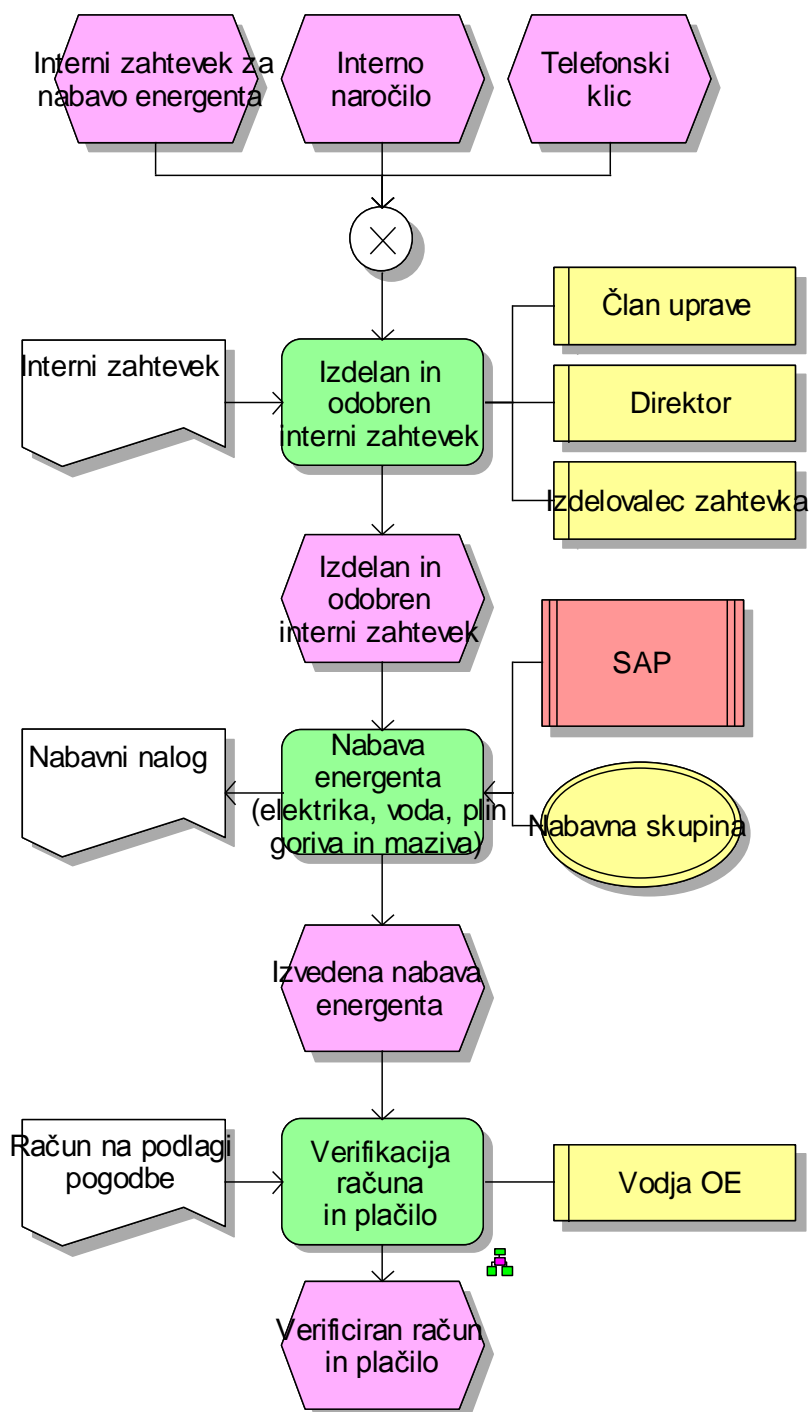 Interni zahtevek za
nabavo energenta
Interno
naročilo
Telefonski
klic
Član uprave
Interni zahtevek
Izdelan in
odobren
interni zahtevek
Direktor
Izdelovalec zahtevka
Izdelan in
odobren
interni zahtevek
SAP
Nabavni nalog
Nabava
energenta
(elektrika, voda, plin
goriva in maziva)
Nabavna skupina
Izvedena nabava
energenta
Račun na podlagi
pogodbe
Verifikacija
računa
in plačilo
Vodja OE
Verificiran račun
in plačilo